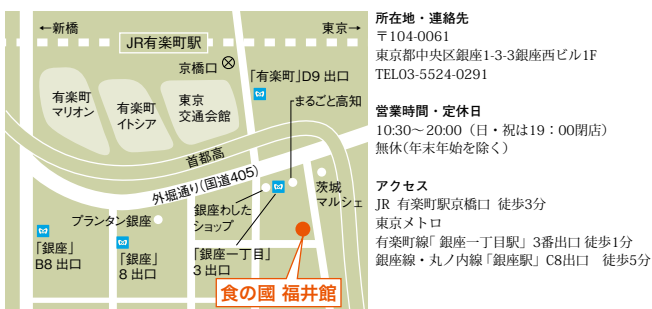 ←新橋
東京→
JR有楽町駅
京橋口
「有楽町」D9 出口
有楽町
マリオン
有楽町
イトシア
東京
交通会館
まるごと高知
首都高
外堀通り(国道405)
茨城
マルシェ
銀座わした
ショップ
プランタン銀座
「銀座」
B8 出口
「銀座」
8 出口
「銀座一丁目」
3 出口
食の國 福井館
所在地・連絡先
〒104-0061
東京都中央区銀座1-3-3銀座西ビル1F
TEL03-5524-0291
営業時間・定休日
10:30〜20:00（日・祝は19：00閉店）
無休(年末年始を除く)
アクセス
JR 有楽町駅京橋口 徒歩3分
東京メトロ
有楽町線「銀座一丁目駅」3番出口 徒歩1分
銀座線・丸ノ内線「銀座駅」C8出口　徒歩5分